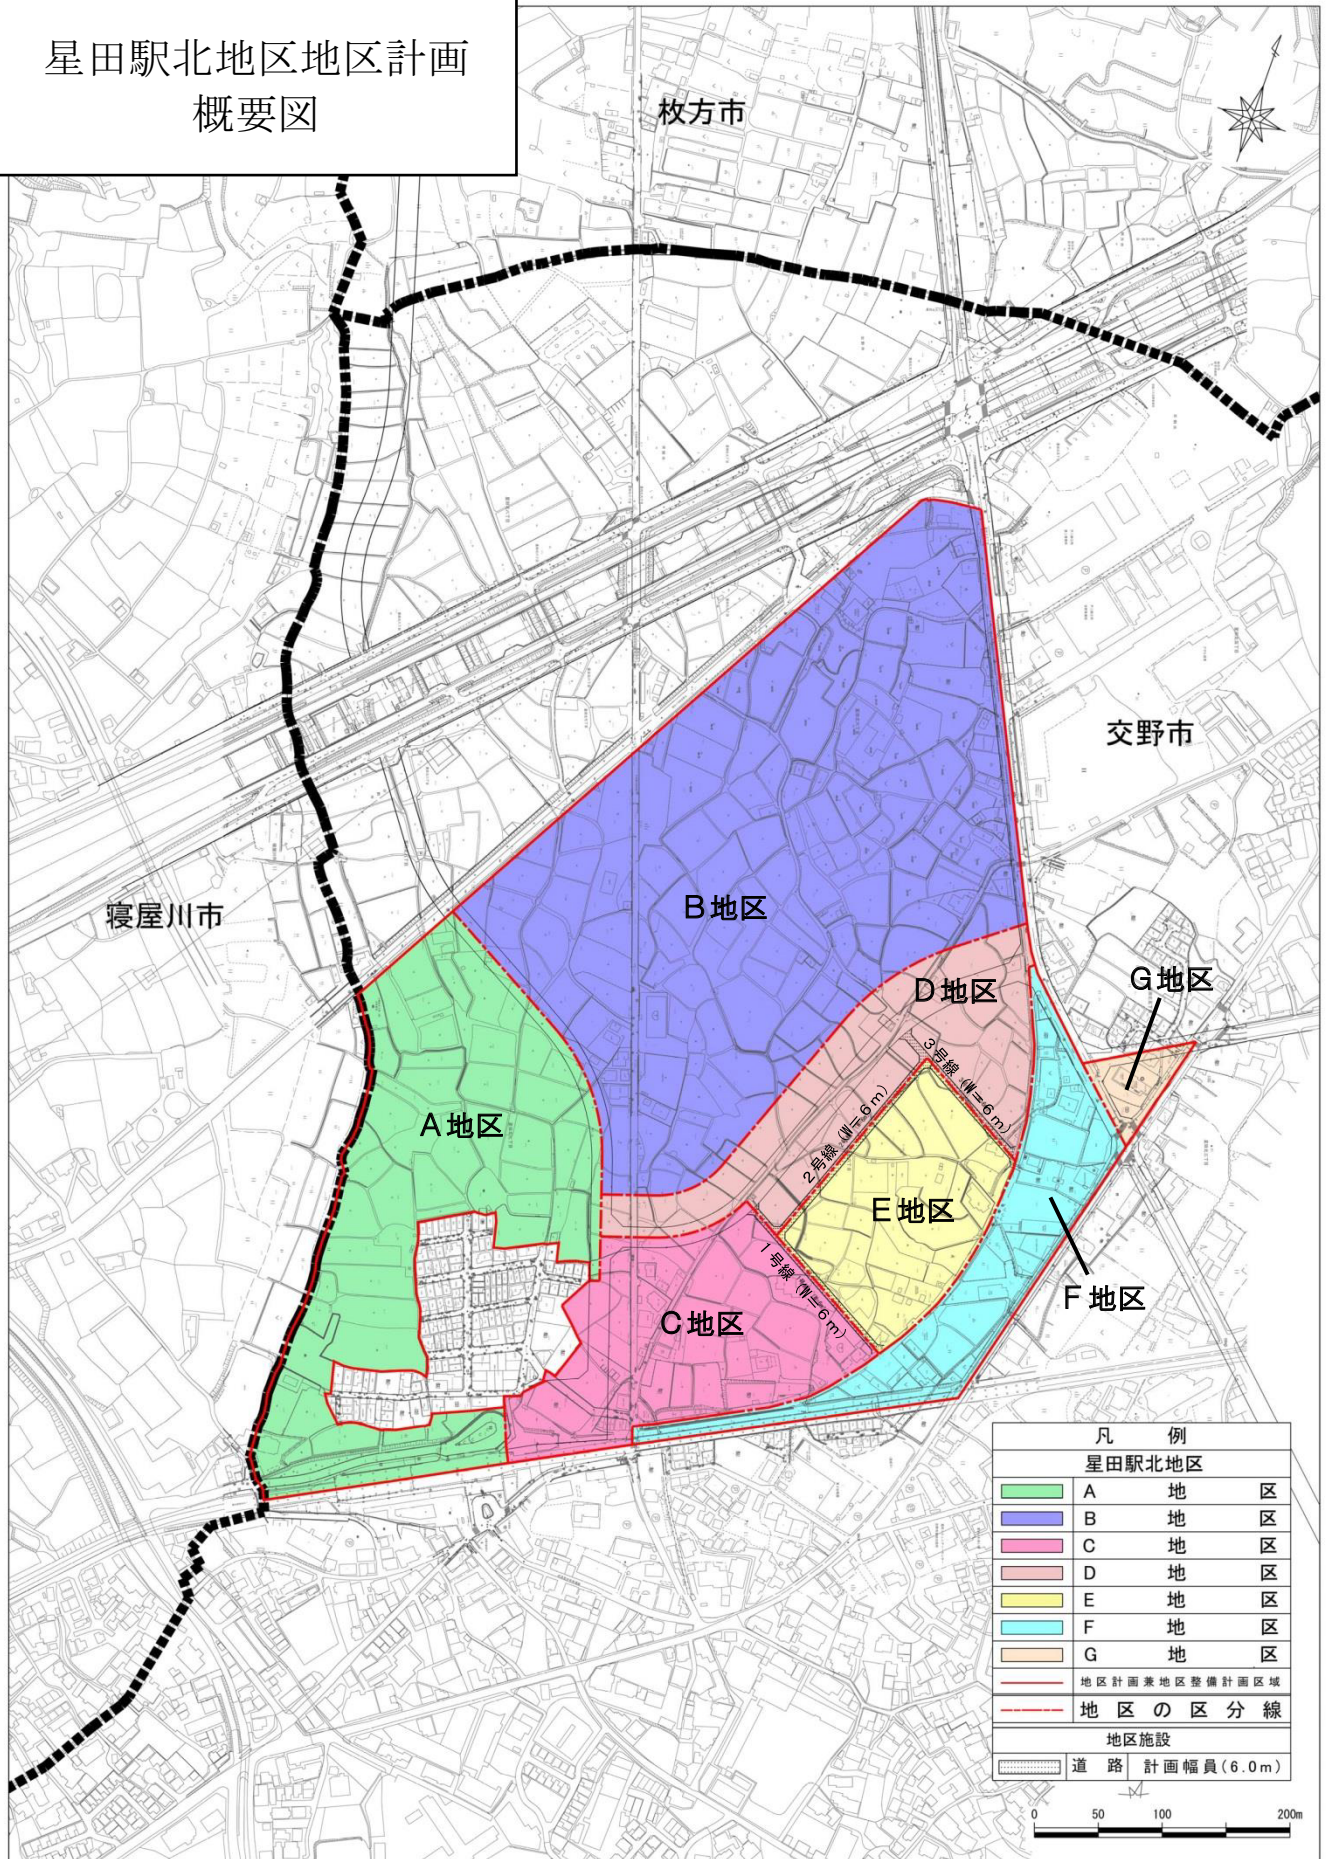 星田駅北地区地区計画
概要図
枚方市
交野市
寝屋川市
B地区
D地区
G地区
3号線(W=6m)
2号線(W=6m)
A地区
E地区
1号線(W=6m)
F地区
C地区
凡 例
星田駅北地区
A 地 区
B 地 区
C 地 区
D 地 区
E 地 区
F 地 区
G 地 区
地区計画兼地区整備計画区域
地区の区分線
地区施設
道路 計画幅員(6.0m)
0 50 100 200m